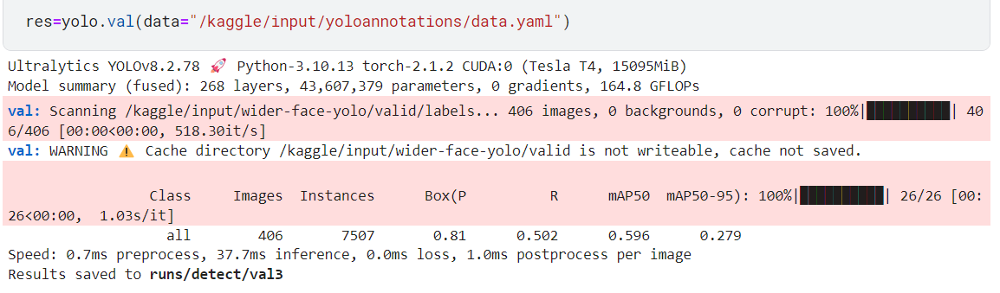 res=yolo.val(data="/kaggle/input/yoloannotations/data.yaml")
Ultralytics YOLOv8.2.78 🚀 Python-3.10.13 torch-2.1.2 CUDA:0 (Tesla T4, 15095MiB)
Model summary (fused): 268 layers, 43,607,379 parameters, 0 gradients, 164.8 GFLOPs
val: Scanning /kaggle/input/wider-face-yolo/valid/labels... 406 images, 0 backgrounds, 0 corrupt: 100%|██████████| 40
6/406 [00:00<00:00, 518.30it/s]
val: WARNING ⚠️ Cache directory /kaggle/input/wider-face-yolo/valid is not writeable, cache not saved.
Class Images Instances Box(P R mAP50 mAP50-95): 100%|██████████| 26/26 [00:
26<00:00, 1.03s/it]
all 406 7507 0.81 0.502 0.596 0.279
Speed: 0.7ms preprocess, 37.7ms inference, 0.0ms loss, 1.0ms postprocess per image
Results saved to runs/detect/val3